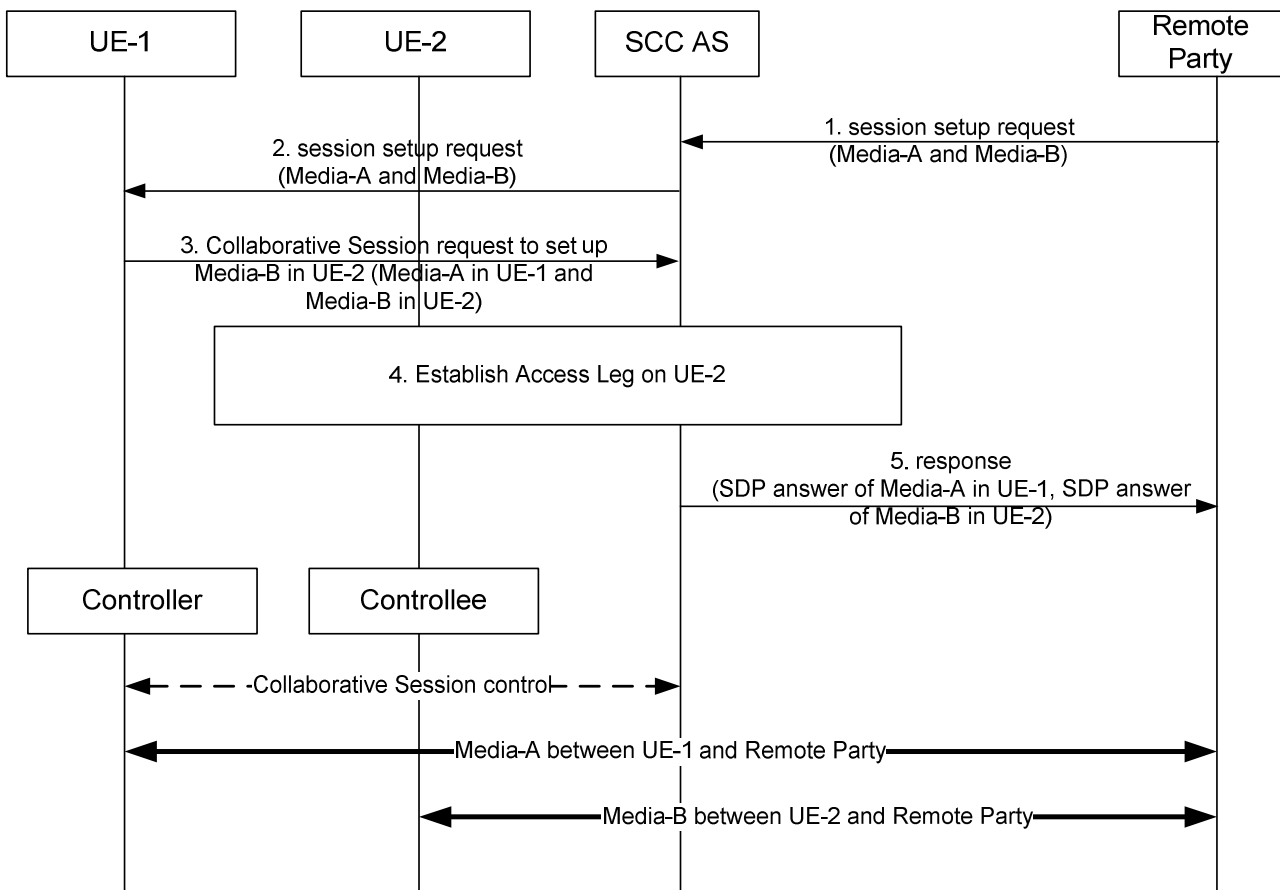 UE-1
UE-2
SCC AS
Remote
Party
1. session setup request
(Media-A and Media-B)
2. session setup request
(Media-A and Media-B)
3. Collaborative Session request to set up
Media-B in UE-2 (Media-A in UE-1 and
Media-B in UE-2)
4. Establish Access Leg on UE-2
5. response
(SDP answer of Media-A in UE-1, SDP answer
of Media-B in UE-2)
Controller
Controllee
Collaborative Session control
Media-A between UE-1 and Remote Party
Media-B between UE-2 and Remote Party